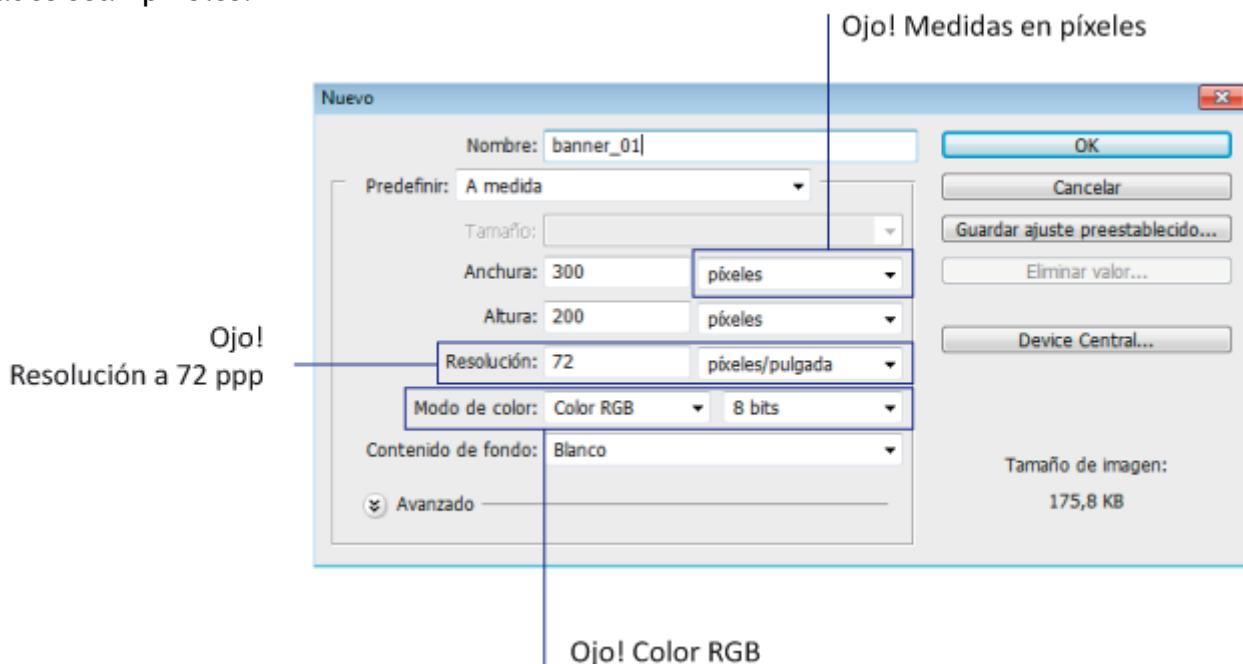 Ojo! Medidas en píxeles
Nuevo
Nombre: banner_01
OK
Predefinir: A medida
Cancelar
Tamaño:
Guardar ajuste preestablecido...
Anchura: 300 píxeles
Eliminar valor...
Altura: 200 píxeles
Ojo!
Resolución a 72 ppp
Device Central...
Resolución: 72 píxeles/pulgada
Modo de color: Color RGB 8 bits
Contenido de fondo: Blanco
Tamaño de imagen:
175,8 KB
Avanzado
Ojo! Color RGB